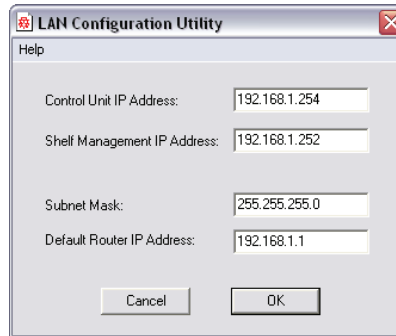 LAN Configuration Utility
Help
Control Unit IP Address: 192.168.1.254
Shelf Management IP Address: 192.168.1.252
Subnet Mask: 255.255.255.0
Default Router IP Address: 192.168.1.1
Cancel OK